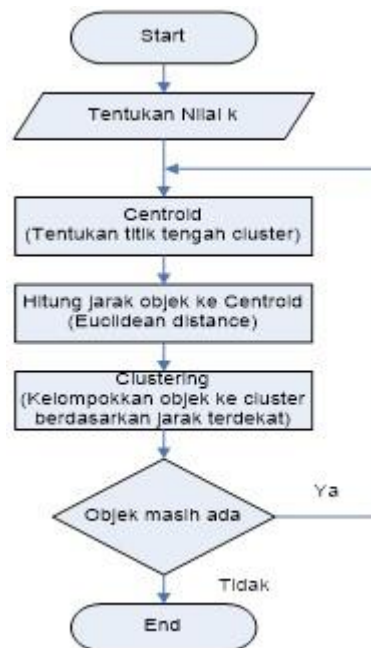 Start
Tentukan Nilai k
Centroid
(Tentukan titik tengah cluster)
Hitung jarak objek ke Centroid
(Euclidean distance)
Clustering
(Kelompokkan objek ke cluster
berdasarkan jarak terdekat)
Objek masih ada
Ya
Tidak
End